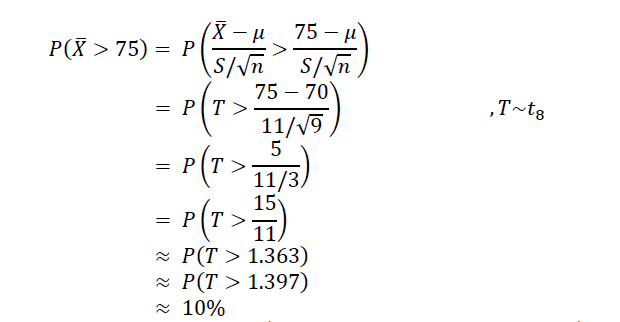 P(X̄ > 75) = P((X̄ − μ)/(S/√n) > (75 − μ)/(S/√n))
= P(T > (75 − 70)/(11/√9)) , T~t₈
= P(T > 5/(11/3))
= P(T > 15/11)
≈ P(T > 1.363)
≈ P(T > 1.397)
≈ 10%